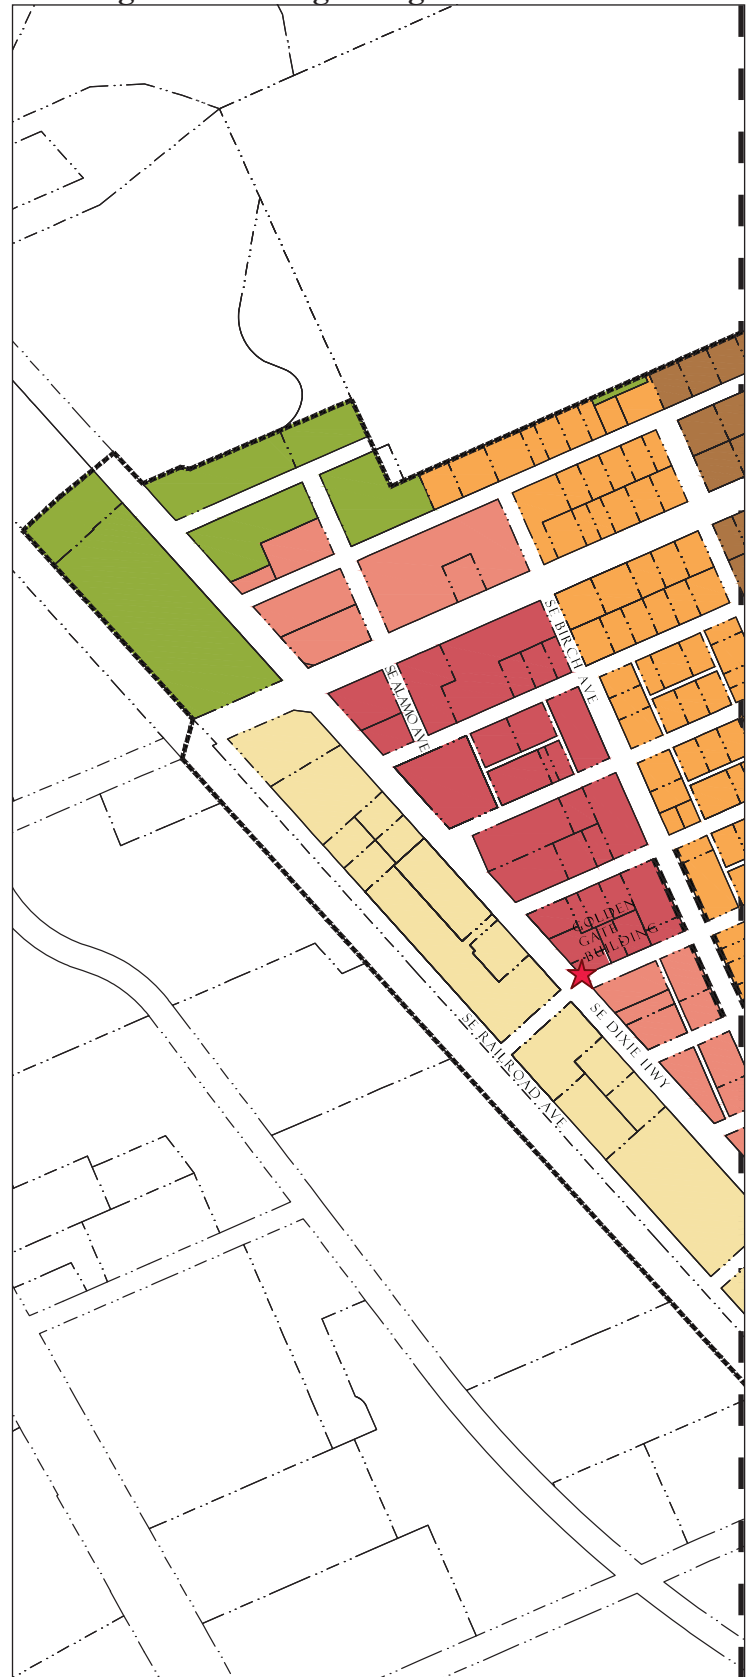 SE BIRCH AVE
SE ALAMO AVE
GOLDEN
GATE
BUILDING
SE DIXIE HWY
SE RAILROAD AVE